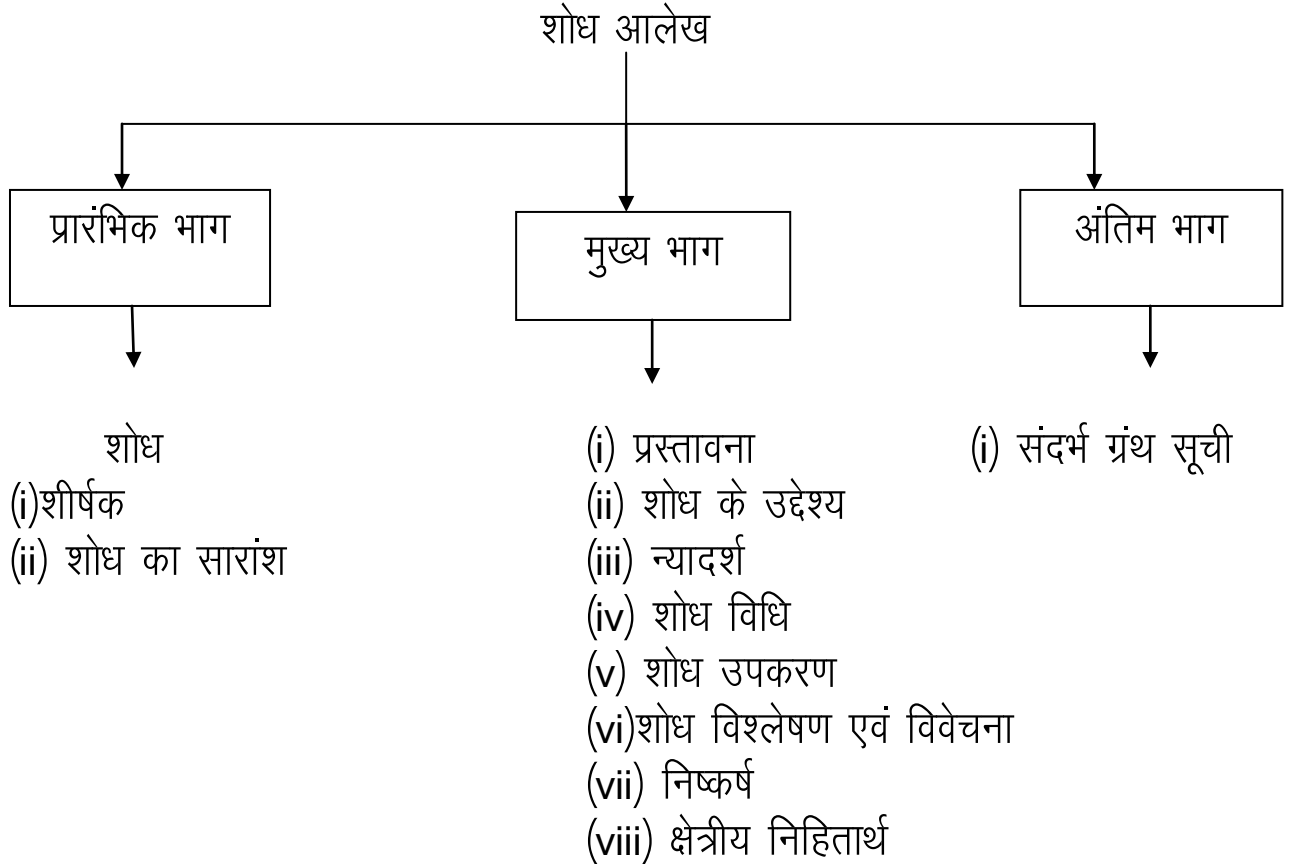 शोध आलेख
प्रारंभिक भाग
मुख्य भाग
अंतिम भाग
शोध
(i)शीर्षक
(ii) शोध का सारांश
(i) प्रस्तावना
(ii) शोध के उद्देश्य
(iii) न्यादर्श
(iv) शोध विधि
(v) शोध उपकरण
(vi)शोध विश्लेषण एवं विवेचना
(vii) निष्कर्ष
(viii) क्षेत्रीय निहितार्थ
(i) संदर्भ ग्रंथ सूची